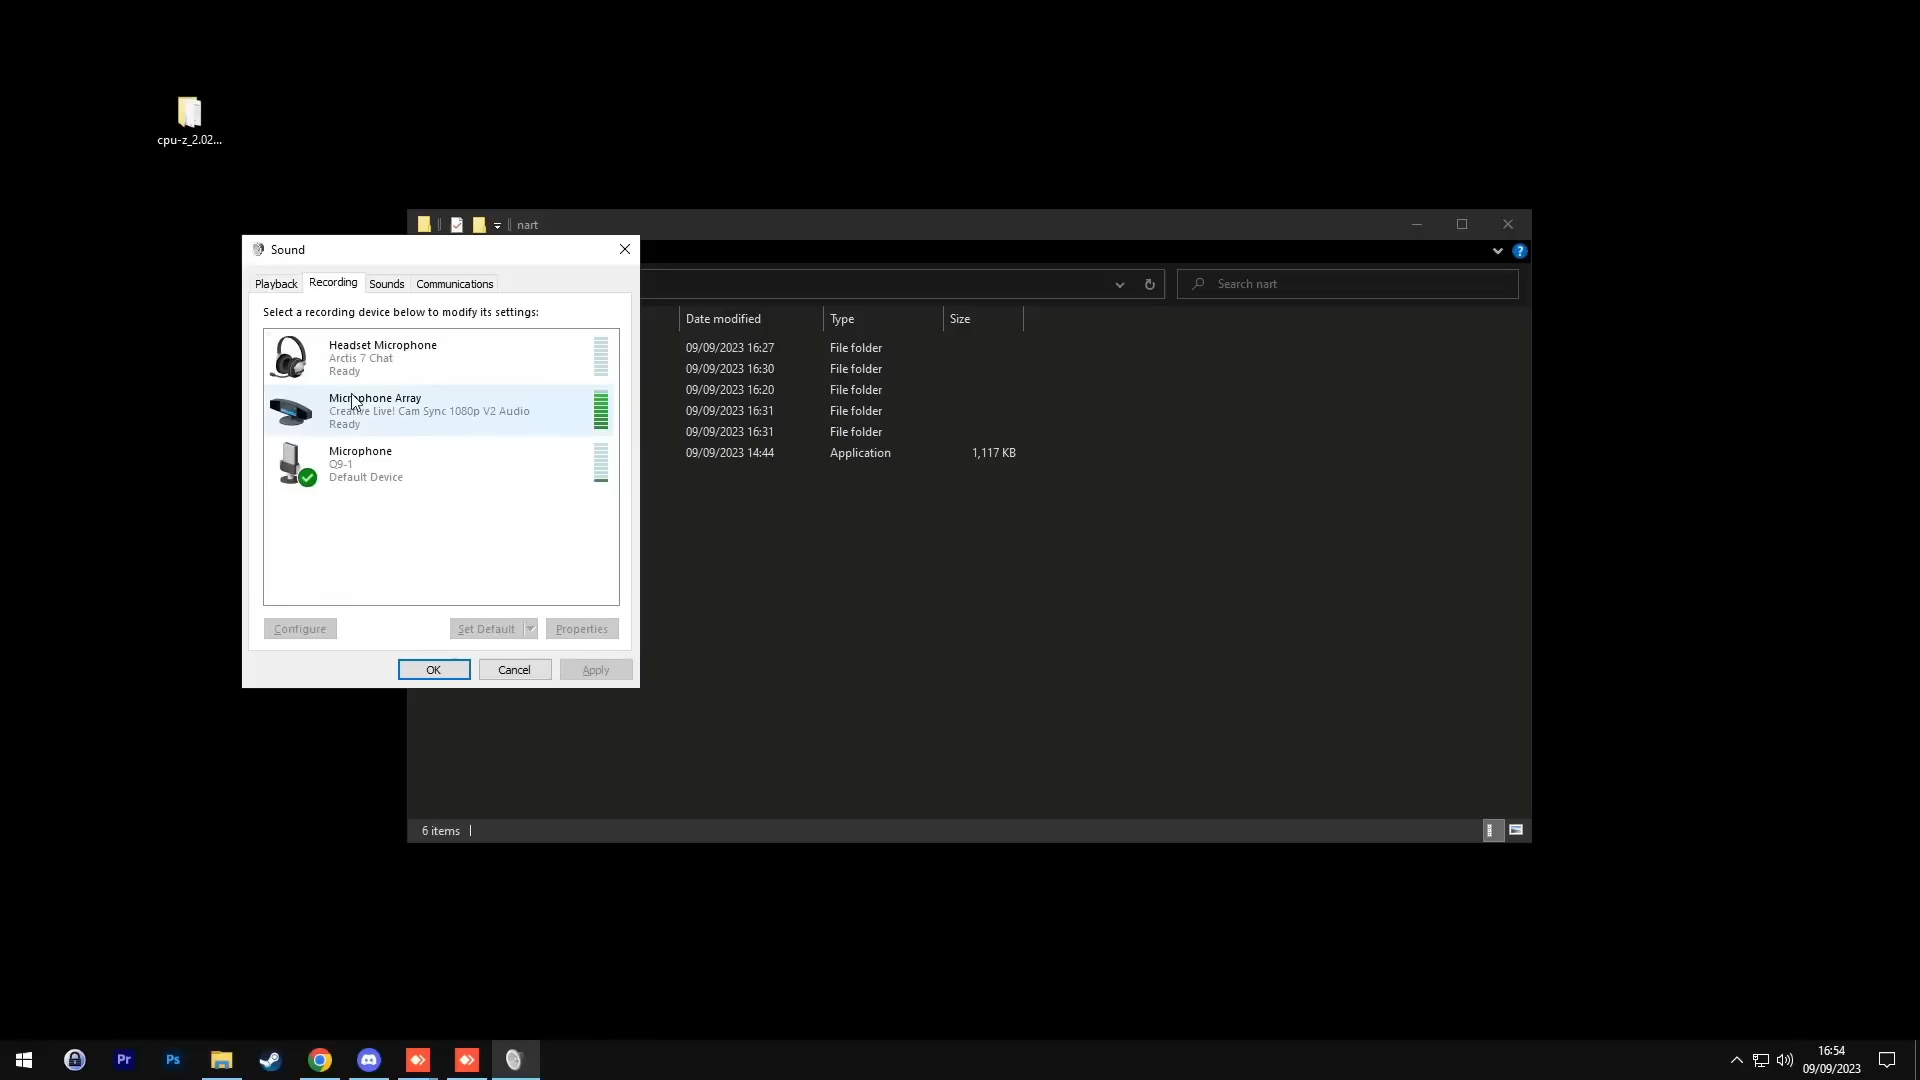 cpu-z_2.02...
nart
Sound
Playback
Recording
Sounds
Communications
Search nart
Select a recording device below to modify its settings:
Date modified
Type
Size
Headset Microphone
Arctis 7 Chat
Ready
Microphone Array
Creative Live! Cam Sync 1080p V2 Audio
Ready
Microphone
Q9-1
Default Device
09/09/2023 16:27 File folder
09/09/2023 16:30 File folder
09/09/2023 16:20 File folder
09/09/2023 16:31 File folder
09/09/2023 16:31 File folder
09/09/2023 14:44 Application 1,117 KB
Configure
Set Default
Properties
OK
Cancel
Apply
6 items
Pr
Ps
16:54
09/09/2023